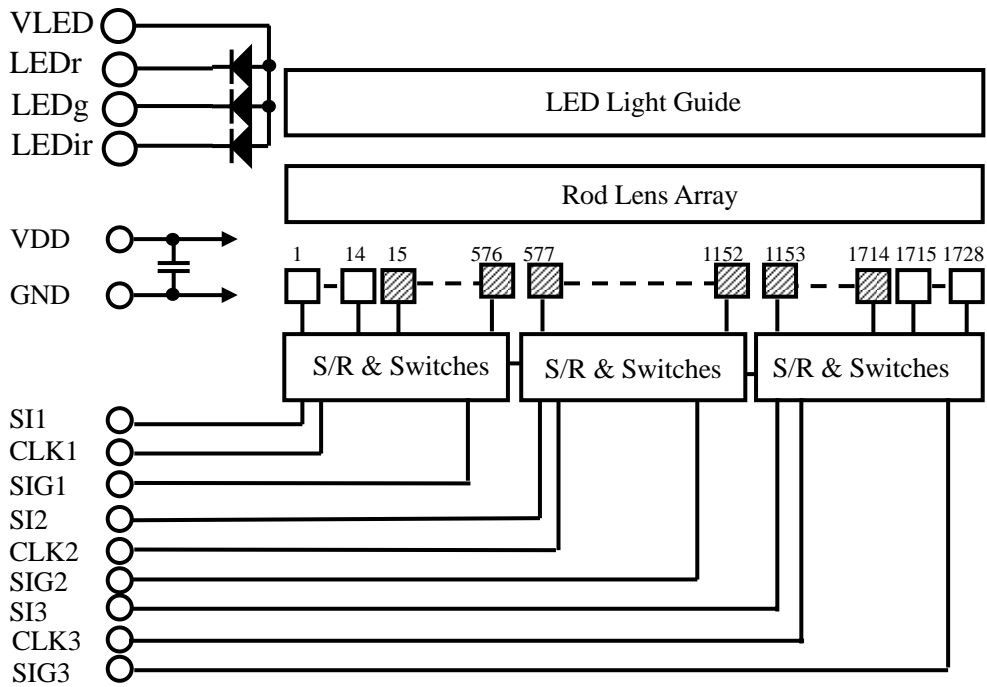 VLED
LEDr
LEDg
LEDir
LED Light Guide
Rod Lens Array
VDD
GND
1 14 15 576 577 1152 1153 1714 1715 1728
S/R & Switches S/R & Switches S/R & Switches
SI1
CLK1
SIG1
SI2
CLK2
SIG2
SI3
CLK3
SIG3